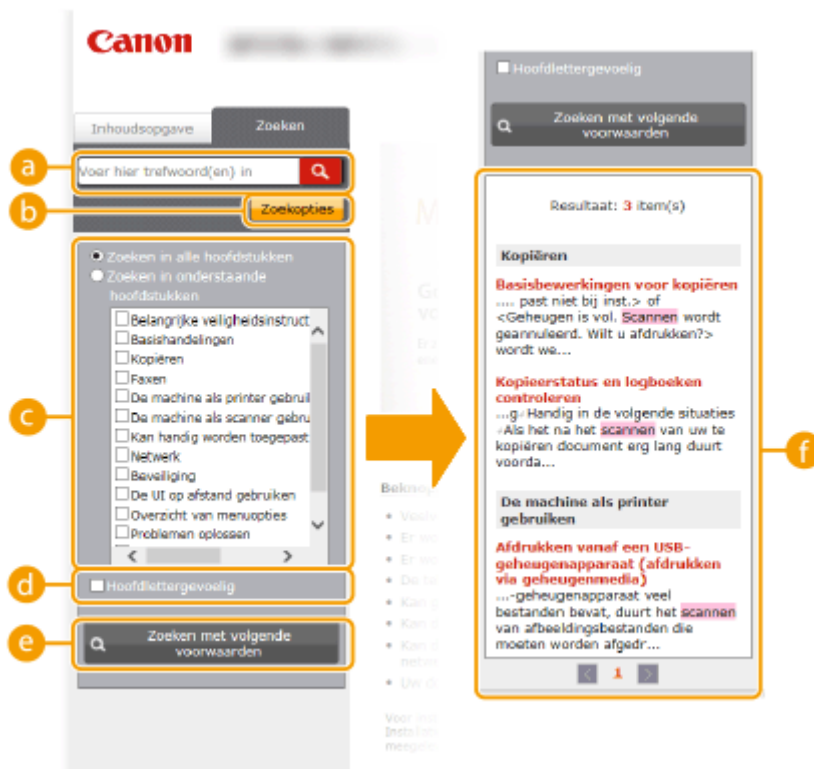 Canon
Inhoudsopgave
Zoeken
a
Voer hier trefwoord(en) in
b
Zoekopties
c
Zoeken in alle hoofdstukken
Zoeken in onderstaande
hoofdstukken
Belangrijke veiligheidsinstruct
Basishandelingen
Kopiëren
Faxen
De machine als printer gebruil
De machine als scanner gebru
Kan handig worden toegepast
Netwerk
Beveiliging
De UI op afstand gebruiken
Overzicht van menuopties
Problemen oplossen
d
Hoofdlettergevoelig
e
Zoeken met volgende
voorwaarden
Hoofdlettergevoelig
Zoeken met volgende
voorwaarden
f
Resultaat: 3 item(s)
Kopiëren
Basisbewerkingen voor kopiëren
.... past niet bij inst.> of
<Geheugen is vol. Scannen wordt
geannuleerd. Wilt u afdrukken?>
wordt we...
Kopieerstatus en logboeken
controleren
...g Handig in de volgende situaties
Als het na het scannen van uw te
kopiëren document erg lang duurt
voorda...
De machine als printer
gebruiken
Afdrukken vanaf een USB-
geheugenapparaat (afdrukken
via geheugenmedia)
...-geheugenapparaat veel
bestanden bevat, duurt het scannen
van afbeeldingsbestanden die
moeten worden afgedr...
< 1 >